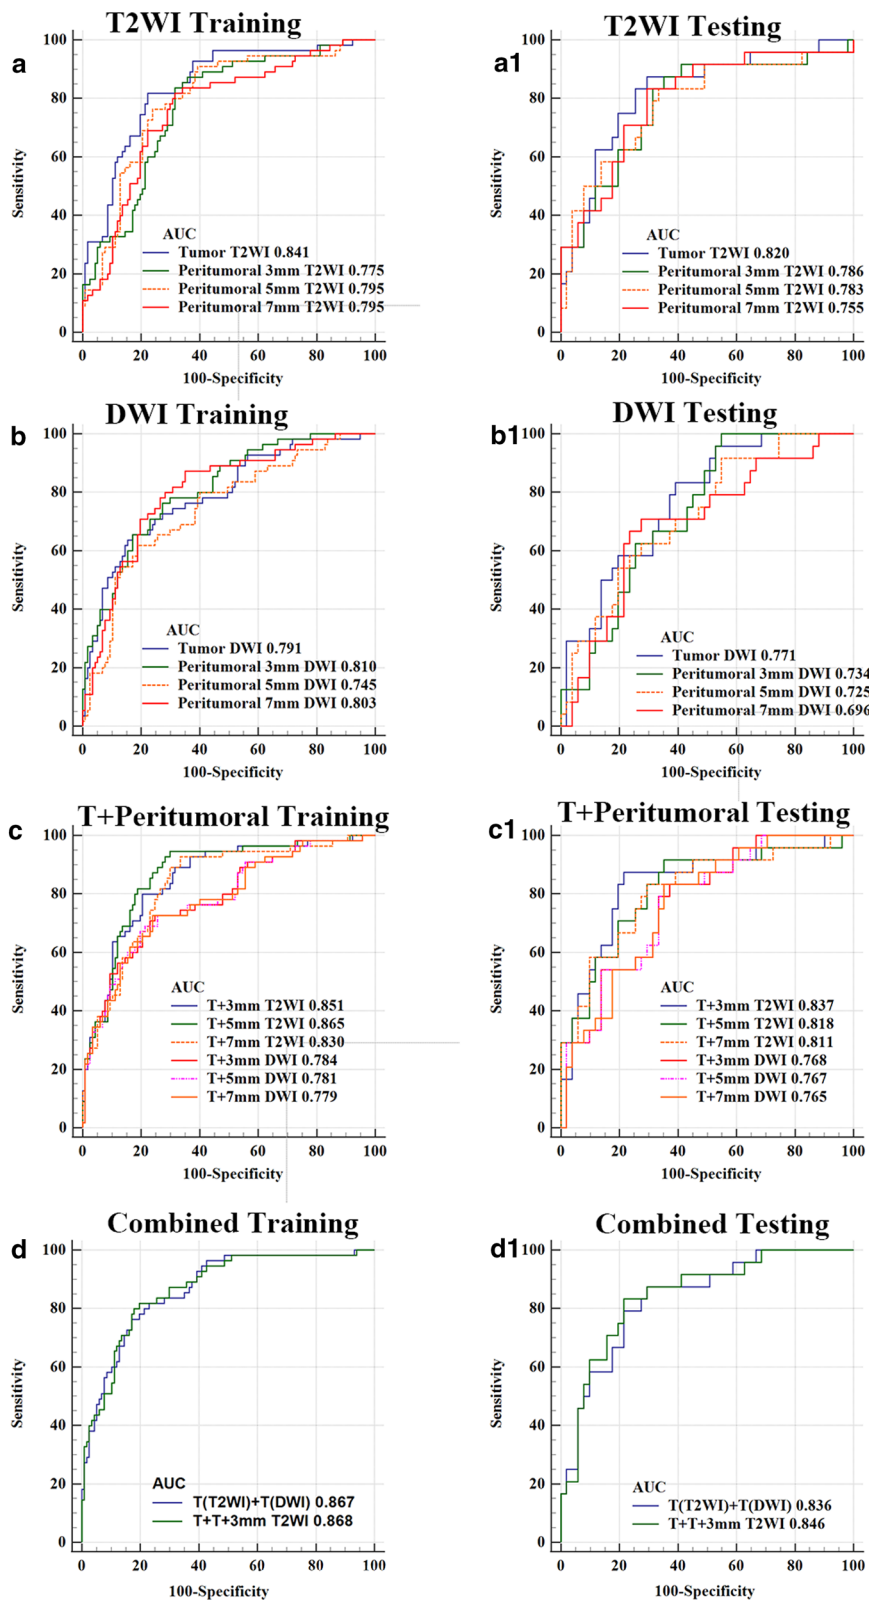 T2WI Training
a
Sensitivity
100
80
60
40
20
0
AUC
Tumor T2WI 0.841
Peritumoral 3mm T2WI 0.775
Peritumoral 5mm T2WI 0.795
Peritumoral 7mm T2WI 0.795
0 20 40 60 80 100
100-Specificity
T2WI Testing
a1
Sensitivity
100
80
60
40
20
0
AUC
Tumor T2WI 0.820
Peritumoral 3mm T2WI 0.786
Peritumoral 5mm T2WI 0.783
Peritumoral 7mm T2WI 0.755
0 20 40 60 80 100
100-Specificity
DWI Training
b
Sensitivity
100
80
60
40
20
0
AUC
Tumor DWI 0.791
Peritumoral 3mm DWI 0.810
Peritumoral 5mm DWI 0.745
Peritumoral 7mm DWI 0.803
0 20 40 60 80 100
100-Specificity
DWI Testing
b1
Sensitivity
100
80
60
40
20
0
AUC
Tumor DWI 0.771
Peritumoral 3mm DWI 0.734
Peritumoral 5mm DWI 0.725
Peritumoral 7mm DWI 0.696
0 20 40 60 80 100
100-Specificity
T+Peritumoral Training
c
Sensitivity
100
80
60
40
20
0
AUC
T+3mm T2WI 0.851
T+5mm T2WI 0.865
T+7mm T2WI 0.830
T+3mm DWI 0.784
T+5mm DWI 0.781
T+7mm DWI 0.779
0 20 40 60 80 100
100-Specificity
T+Peritumoral Testing
c1
Sensitivity
100
80
60
40
20
0
AUC
T+3mm T2WI 0.837
T+5mm T2WI 0.818
T+7mm T2WI 0.811
T+3mm DWI 0.768
T+5mm DWI 0.767
T+7mm DWI 0.765
0 20 40 60 80 100
100-Specificity
Combined Training
d
Sensitivity
100
80
60
40
20
0
AUC
T(T2WI)+T(DWI) 0.867
T+T+3mm T2WI 0.868
0 20 40 60 80 100
100-Specificity
Combined Testing
d1
Sensitivity
100
80
60
40
20
0
AUC
T(T2WI)+T(DWI) 0.836
T+T+3mm T2WI 0.846
0 20 40 60 80 100
100-Specificity